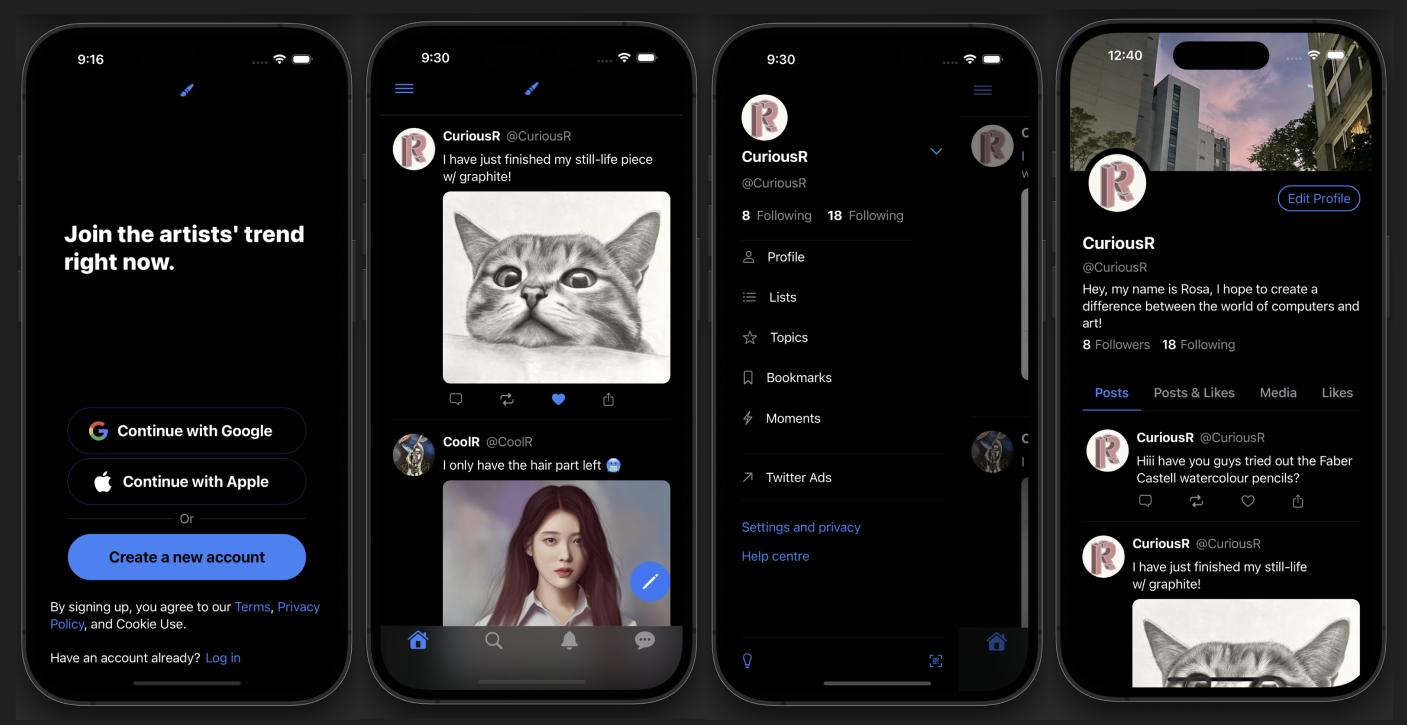 9:16
Join the artists' trend
right now.
Continue with Google
Continue with Apple
Or
Create a new account
By signing up, you agree to our Terms, Privacy
Policy, and Cookie Use.
Have an account already? Log in
9:30
CuriousR @CuriousR
I have just finished my still-life piece
w/ graphite!
CoolR @CoolR
I only have the hair part left 🥶
9:30
CuriousR
@CuriousR
8 Following 18 Following
Profile
Lists
Topics
Bookmarks
Moments
Twitter Ads
Settings and privacy
Help centre
C
I
w
C
I
12:40
Edit Profile
CuriousR
@CuriousR
Hey, my name is Rosa, I hope to create a
difference between the world of computers and
art!
8 Followers 18 Following
Posts Posts & Likes Media Likes
CuriousR @CuriousR
Hiii have you guys tried out the Faber
Castell watercolour pencils?
CuriousR @CuriousR
I have just finished my still-life
w/ graphite!